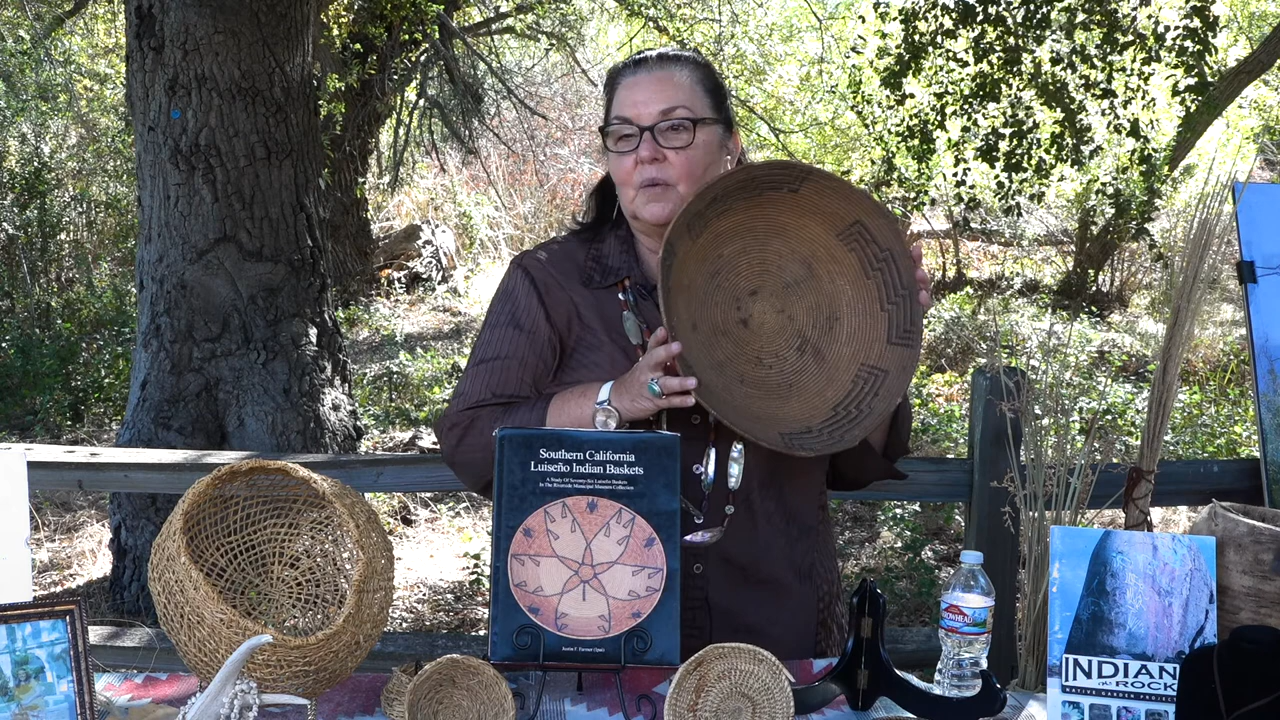 Southern California
Luiseño Indian Baskets
A Study Of Seventy-Six Luiseño Baskets
In The Riverside Municipal Museum Collection
Justin F. Farmer
ARROWHEAD
INDIAN
ROCK
NATIVE GARDEN PROJECT